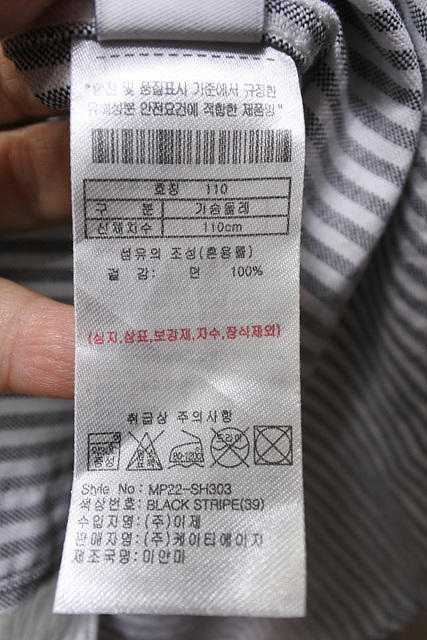 "안전 및 품질표시 기준에서 규정한
유해성분 안전요건에 적합한 제품임"
호칭 110
구 분 가슴둘레
신체치수 110cm
섬유의 조성(혼용률)
겉 감: 면 100%
(심지,상표,보강재,자수,장식제외)
취급상 주의사항
중성
드라이
Style No: MP22-SH303
색상번호: BLACK STRIPE(39)
수입자명: (주)이제
판매자명: (주)케이티에이치
제조국명: 미얀마